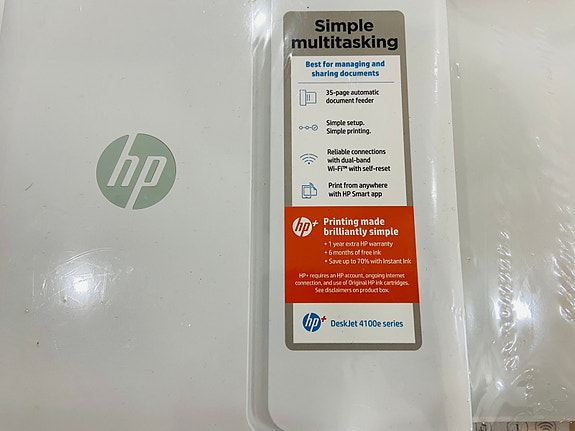 hp
Simple
multitasking
Best for managing and
sharing documents
35-page automatic
document feeder
Simple setup.
Simple printing.
Reliable connections
with dual-band
Wi-Fi™ with self-reset
Print from anywhere
with HP Smart app
hp+ Printing made
brilliantly simple
+ 1 year extra HP warranty
+ 6 months of free ink
+ Save up to 70% with Instant Ink
HP+ requires an HP account, ongoing Internet
connection, and use of Original HP ink cartridges.
See disclaimers on product box.
hp+ DeskJet 4100e series